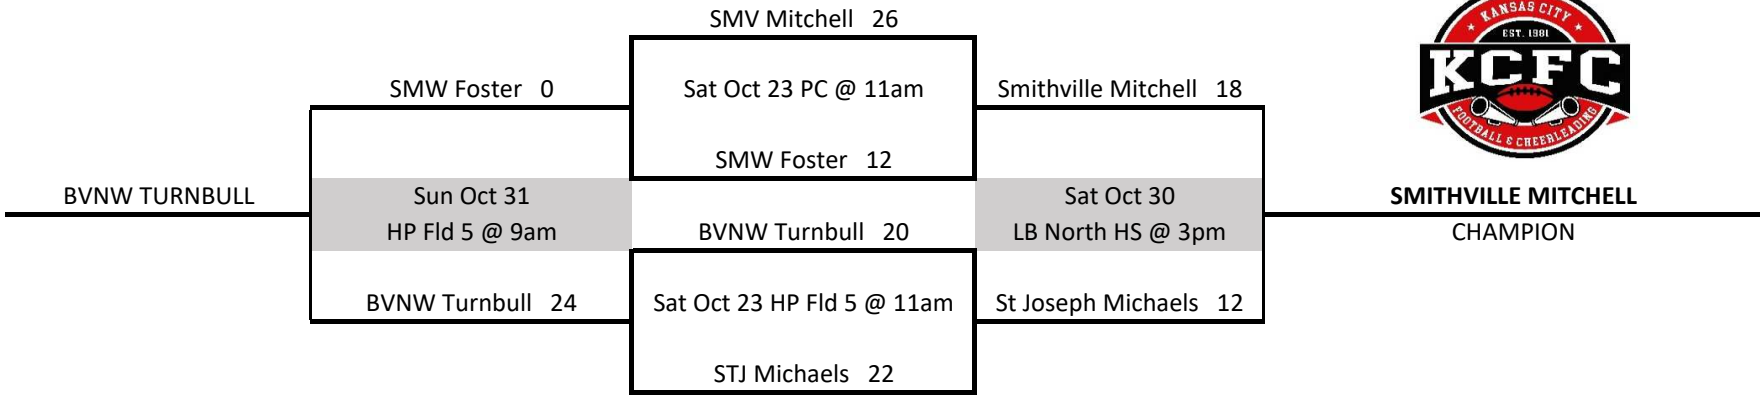 SMV Mitchell 26
KANSAS CITY
EST. 1981
KCFC
FOOTBALL & CHEERLEADING
SMW Foster 0
Sat Oct 23 PC @ 11am
Smithville Mitchell 18
SMW Foster 12
BVNW TURNBULL
Sun Oct 31
HP Fld 5 @ 9am
BVNW Turnbull 20
Sat Oct 30
LB North HS @ 3pm
SMITHVILLE MITCHELL
CHAMPION
BVNW Turnbull 24
Sat Oct 23 HP Fld 5 @ 11am
St Joseph Michaels 12
STJ Michaels 22